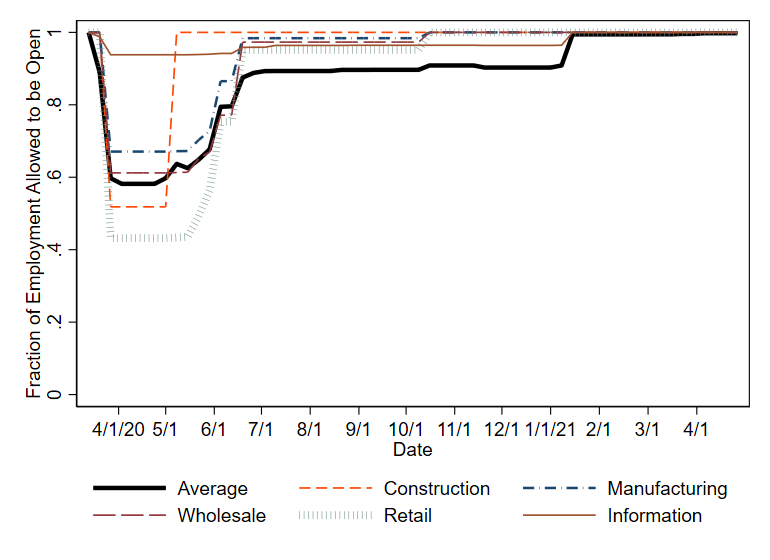 Fraction of Employment Allowed to be Open
1
.8
.6
.4
.2
0
4/1/20 5/1 6/1 7/1 8/1 9/1 10/1 11/1 12/1 1/1/21 2/1 3/1 4/1
Date
Average Construction Manufacturing
Wholesale Retail Information